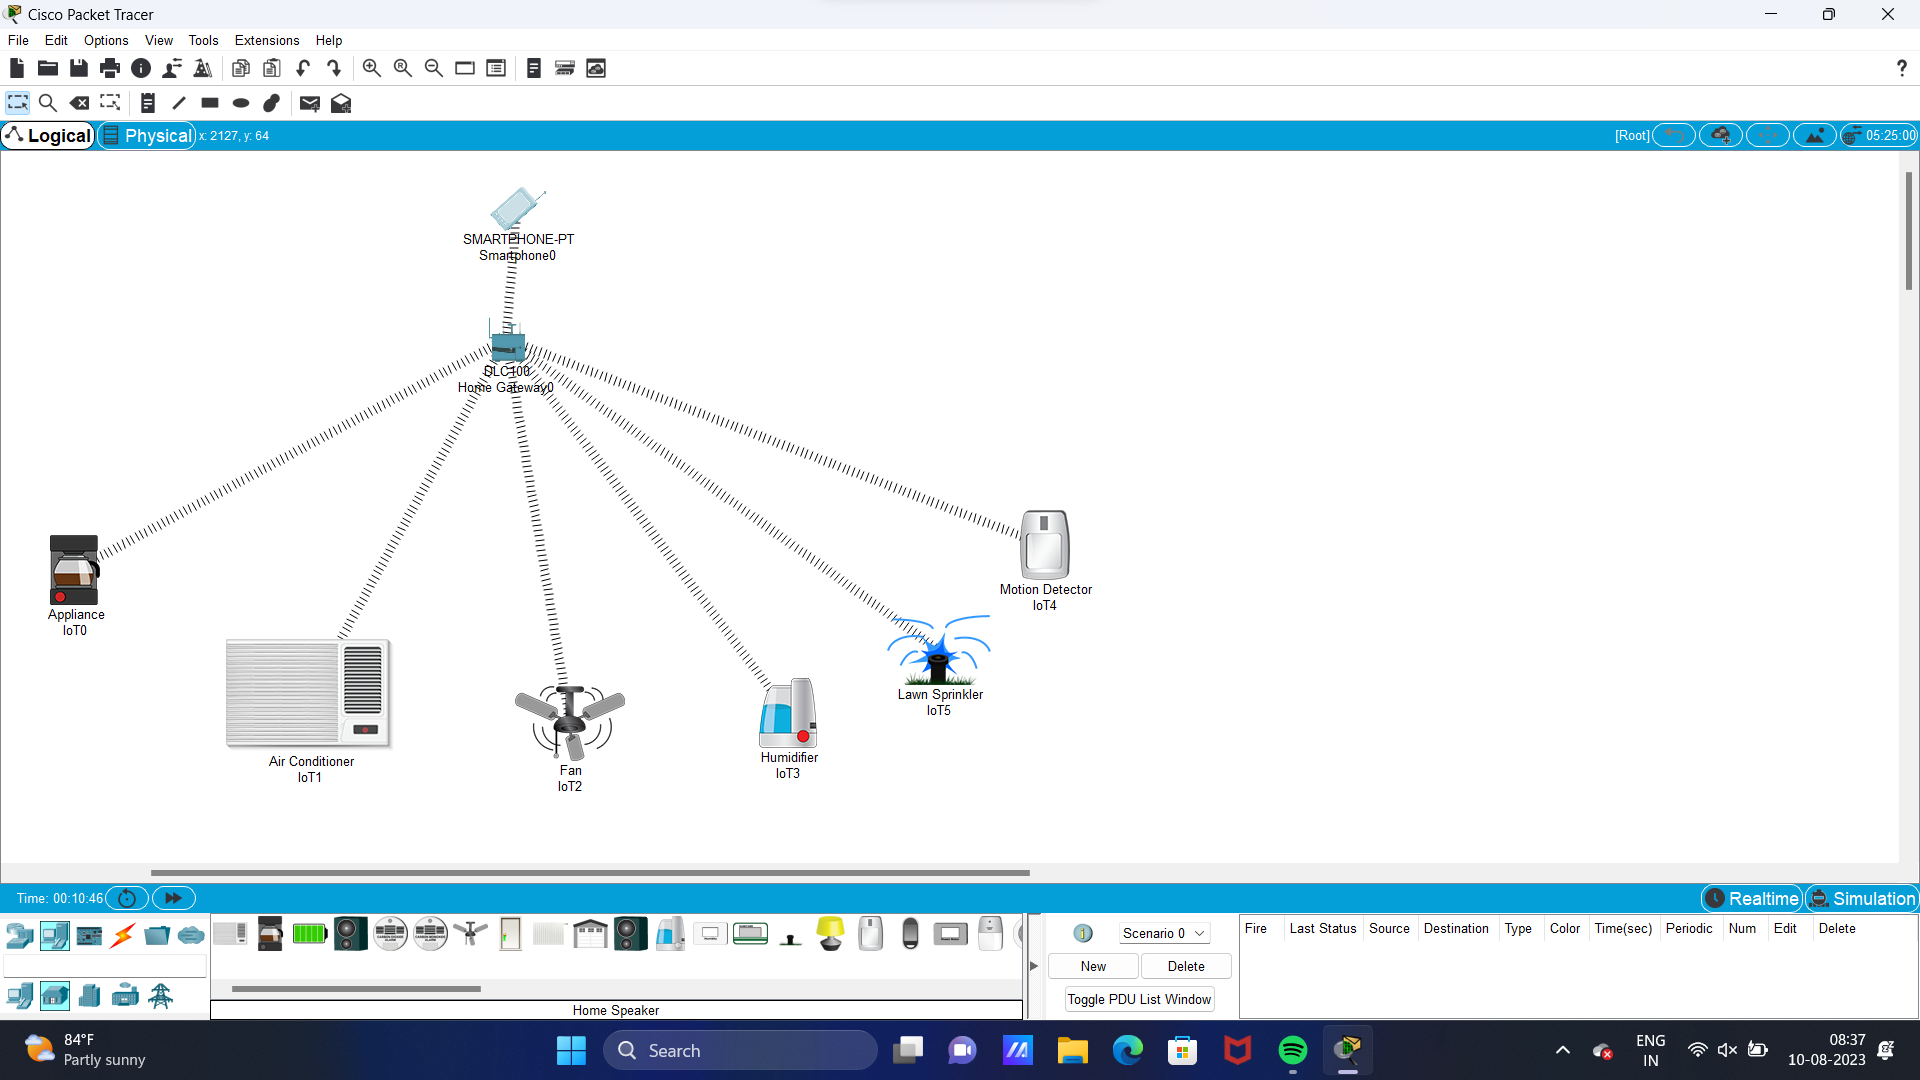 Cisco Packet Tracer
File Edit Options View Tools Extensions Help
?
Logical Physical x: 2127, y: 64 [Root] 05:25:00
SMARTPHONE-PT
Smartphone0
DLC100
Home Gateway0
Motion Detector
IoT4
Appliance
IoT0
Lawn Sprinkler
IoT5
Air Conditioner
IoT1
Humidifier
IoT3
Fan
IoT2
Time: 00:10:46 Realtime Simulation
Scenario 0
New Delete
Toggle PDU List Window
Fire Last Status Source Destination Type Color Time(sec) Periodic Num Edit Delete
Home Speaker
84°F
Partly sunny
Search
ENG
IN
08:37
10-08-2023